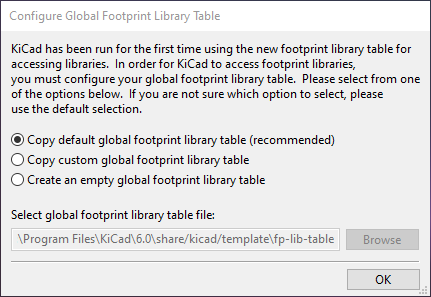 Configure Global Footprint Library Table
KiCad has been run for the first time using the new footprint library table for
accessing libraries.  In order for KiCad to access footprint libraries,
you must configure your global footprint library table.  Please select from one
of the options below.  If you are not sure which option to select, please
use the default selection.
Copy default global footprint library table (recommended)
Copy custom global footprint library table
Create an empty global footprint library table
Select global footprint library table file:
\Program Files\KiCad\6.0\share/kicad/template\fp-lib-table
Browse
OK